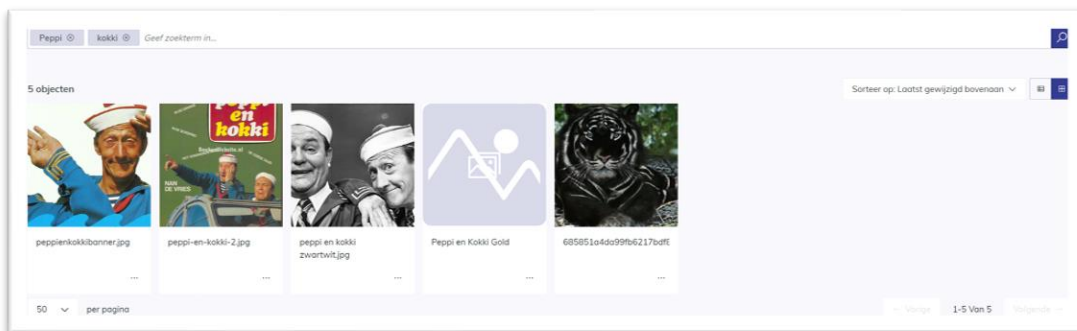 Peppi
kokki
Geef zoekterm in...
5 objecten
Sorteer op: Laatst gewijzigd bovenaan
en
kokki
NAN
DE VRIES
peppienkokkibanner.jpg
peppi-en-kokki-2.jpg
peppi en kokki
zwartwit.jpg
Peppi en Kokki Gold
685851a4da99fb6217bdfE
...
...
...
...
...
50
per pagina
Vorige
1-5 Van 5
Volgende